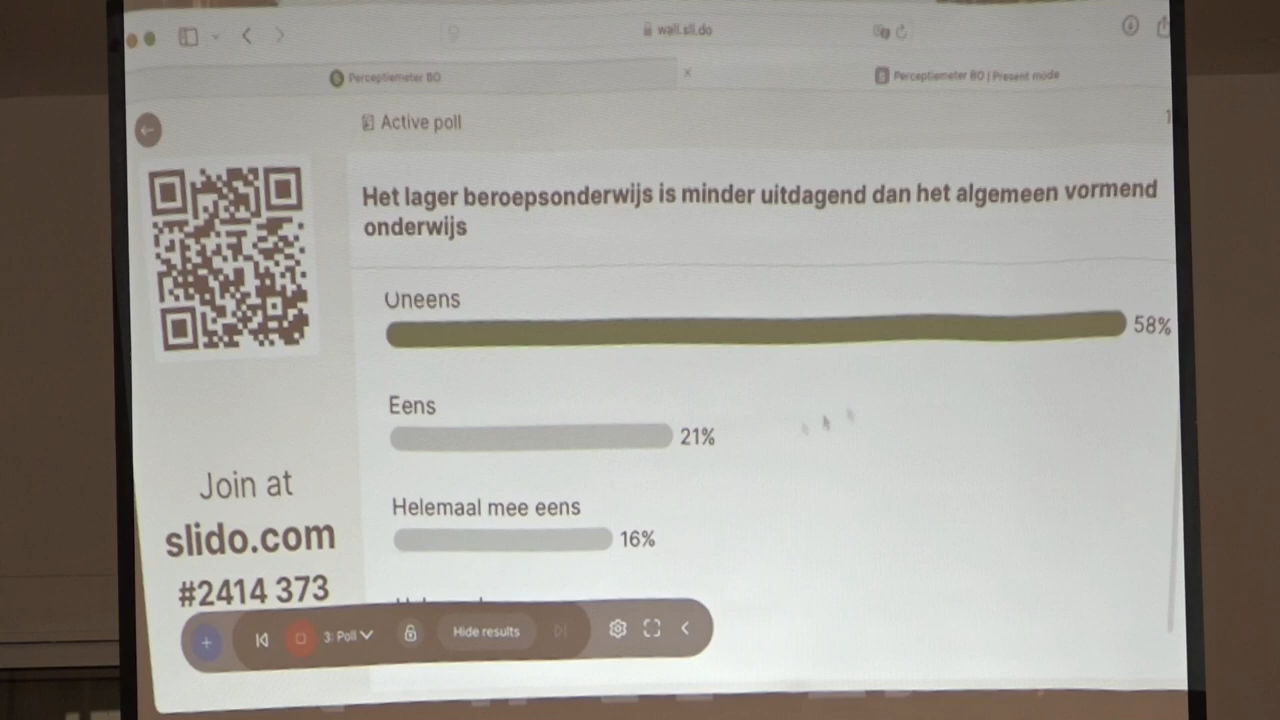 wall.sli.do
Perceptiemeter BO
Perceptiemeter BO | Present mode
Active poll
Het lager beroepsonderwijs is minder uitdagend dan het algemeen vormend
onderwijs
Oneens
58%
Eens
21%
Helemaal mee eens
16%
Join at
slido.com
#2414 373
3: Poll
Hide results